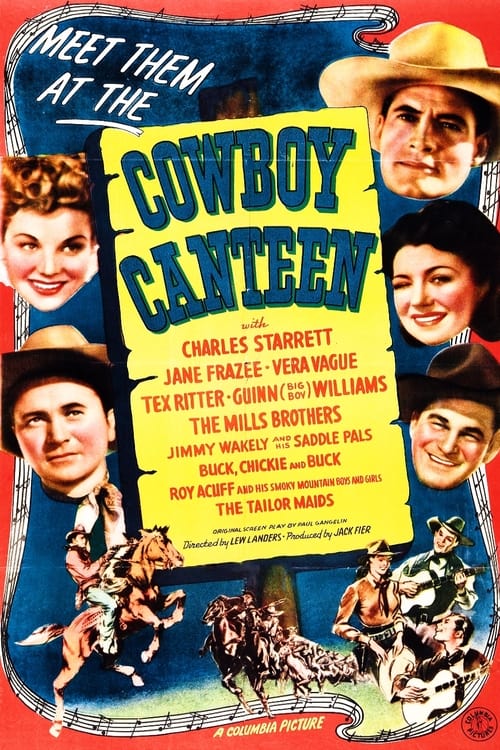 MEET THEM
AT THE
COWBOY
CANTEEN
with
CHARLES STARRETT
JANE FRAZEE · VERA VAGUE
TEX RITTER · GUINN (BIG BOY) WILLIAMS
THE MILLS BROTHERS
JIMMY WAKELY AND HIS SADDLE PALS
BUCK, CHICKIE AND BUCK
ROY ACUFF AND HIS SMOKY MOUNTAIN BOYS AND GIRLS
THE TAILOR MAIDS
ORIGINAL SCREEN PLAY BY PAUL GANGELIN
Directed by LEW LANDERS · Produced by JACK FIER
A COLUMBIA PICTURE
COLUMBIA
PICTURE